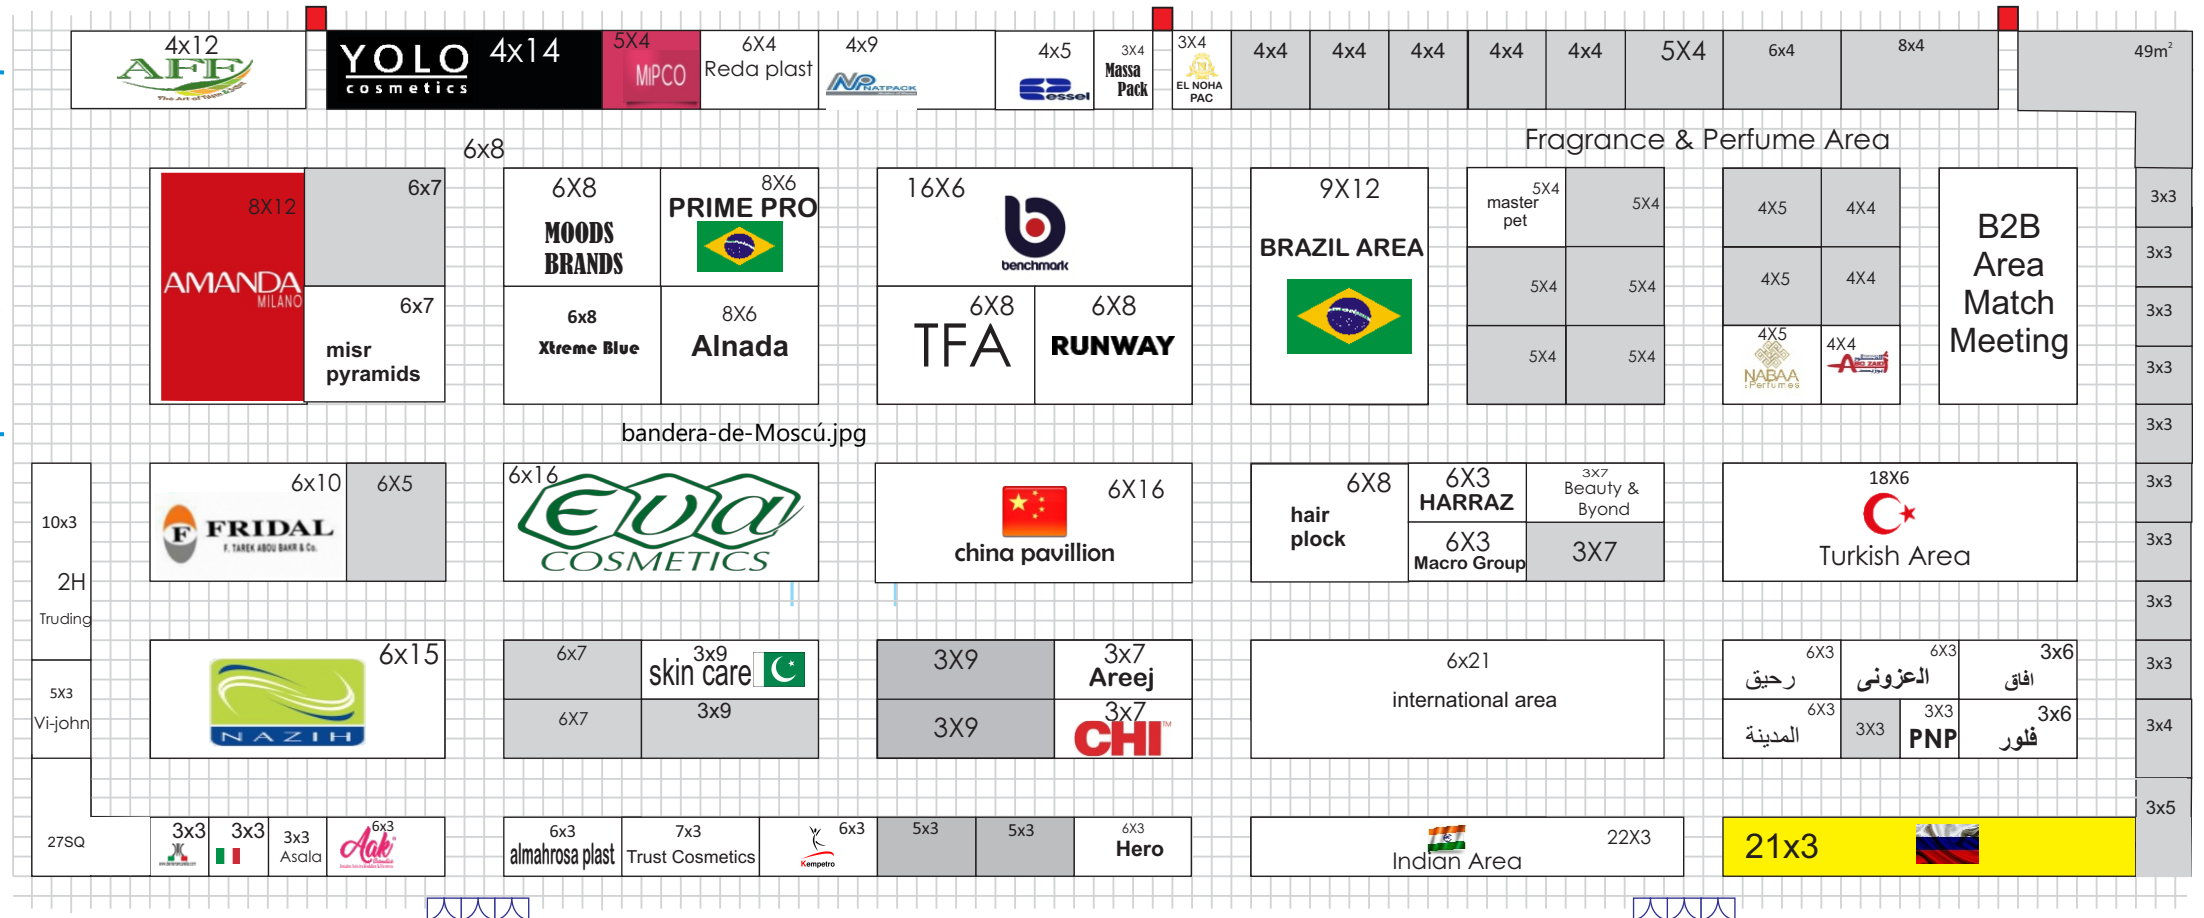 4x12
AFF
YOLO
cosmetics
4x14
5X4
MIPCO
6X4
Reda plast
4x9
NATPACK
4x5
essel
3X4
Massa
Pack
3X4
EL NOHA
PAC
4x4
4x4
4x4
4x4
4x4
5X4
6x4
8x4
49m²
Fragrance & Perfume Area
6x8
8X12
AMANDA
MILANO
6x7
6x7
misr
pyramids
6X8
MOODS
BRANDS
8X6
PRIME PRO
6x8
Xtreme Blue
8X6
Alnada
16X6
benchmark
6X8
TFA
6X8
RUNWAY
9X12
BRAZIL AREA
5X4
master
pet
5X4
5X4
5X4
5X4
5X4
4X5
4X4
4X5
4X4
4X5
NABAA
Perfumes
4X4
ABO ZAKY
B2B
Area
Match
Meeting
3x3
3x3
3x3
3x3
3x3
3x3
3x3
3x3
3x3
3x4
3x5
bandera-de-Moscú.jpg
10x3
2H
Truding
5X3
Vi-john
27SQ
6x10
FRIDAL
F. TAREK ABOU BAKR & Co.
6X5
6x16
eva
COSMETICS
6X16
china pavillion
6X8
hair
plock
6X3
HARRAZ
3X7
Beauty &
Byond
6X3
Macro Group
3X7
18X6
Turkish Area
6x15
NAZIH
6x7
3x9
skin care
6X7
3x9
3X9
3x7
Areej
3X9
3x7
CHI
6x21
international area
6X3
رحيق
6X3
العزونى
3x6
افاق
6X3
المدينة
3X3
3X3
PNP
3x6
فلور
3x3
3x3
3x3
Asala
6x3
Aak
6x3
almahrosa plast
7x3
Trust Cosmetics
6x3
Kempetro
5x3
5x3
6X3
Hero
22X3
Indian Area
21x3